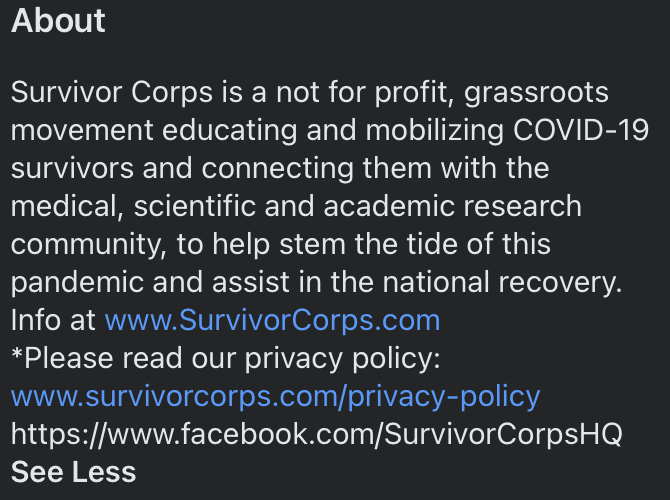 About
Survivor Corps is a not for profit, grassroots
movement educating and mobilizing COVID-19
survivors and connecting them with the
medical, scientific and academic research
community, to help stem the tide of this
pandemic and assist in the national recovery.
Info at www.SurvivorCorps.com
*Please read our privacy policy:
www.survivorcorps.com/privacy-policy
https://www.facebook.com/SurvivorCorpsHQ
See Less